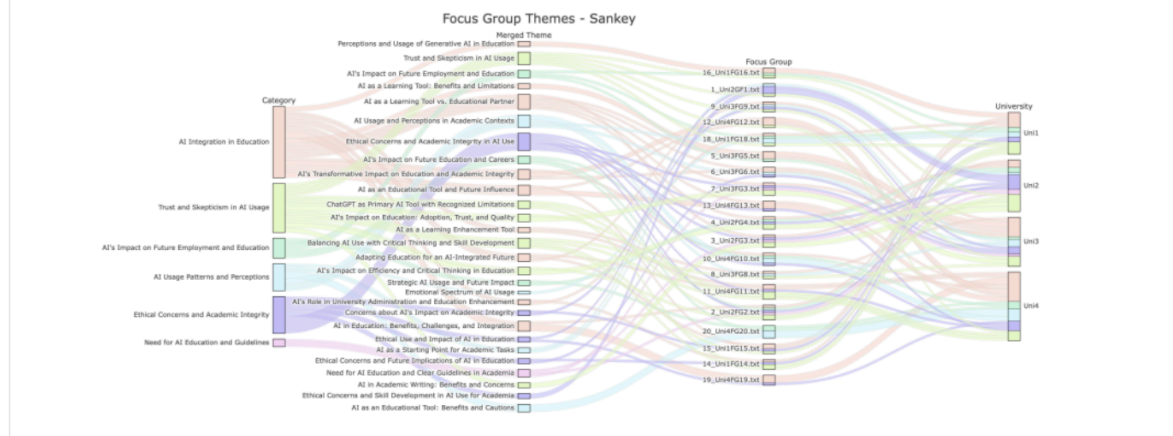 Focus Group Themes - Sankey
Category
AI Integration in Education
Trust and Skepticism in AI Usage
AI's Impact on Future Employment and Education
AI Usage Patterns and Perceptions
Ethical Concerns and Academic Integrity
Need for AI Education and Guidelines
Merged Theme
Perceptions and Usage of Generative AI in Education
Trust and Skepticism in AI Usage
AI's Impact on Future Employment and Education
AI as a Learning Tool: Benefits and Limitations
AI as a Learning Tool vs. Educational Partner
AI Usage and Perceptions in Academic Contexts
Ethical Concerns and Academic Integrity in AI Use
AI's Impact on Future Education and Careers
AI's Transformative Impact on Education and Academic Integrity
AI as an Educational Tool and Future Influence
ChatGPT as Primary AI Tool with Recognized Limitations
AI's Impact on Education: Adoption, Trust, and Quality
AI as a Learning Enhancement Tool
Balancing AI Use with Critical Thinking and Skill Development
Adapting Education for an AI-Integrated Future
AI's Impact on Efficiency and Critical Thinking in Education
Strategic AI Usage and Future Impact
Emotional Spectrum of AI Usage
AI's Role in University Administration and Education Enhancement
Concerns about AI's Impact on Academic Integrity
AI in Education: Benefits, Challenges, and Integration
Ethical Use and Impact of AI in Education
AI as a Starting Point for Academic Tasks
Ethical Concerns and Future Implications of AI in Education
Need for AI Education and Clear Guidelines in Academia
AI in Academic Writing: Benefits and Concerns
Ethical Concerns and Skill Development in AI Use for Academia
AI as an Educational Tool: Benefits and Cautions
Focus Group
16_Uni1FG16.txt
1_Uni2GF1.txt
9_Uni3FG9.txt
12_Uni4FG12.txt
18_Uni1FG18.txt
5_Uni3FG5.txt
6_Uni3FG6.txt
7_Uni3FG3.txt
13_Uni4FG13.txt
4_Uni2FG4.txt
3_Uni2FG3.txt
10_Uni4FG10.txt
8_Uni3FG8.txt
11_Uni4FG11.txt
2_Uni2FG2.txt
20_Uni4FG20.txt
15_Uni1FG15.txt
14_Uni1FG14.txt
19_Uni4FG19.txt
University
Uni1
Uni2
Uni3
Uni4